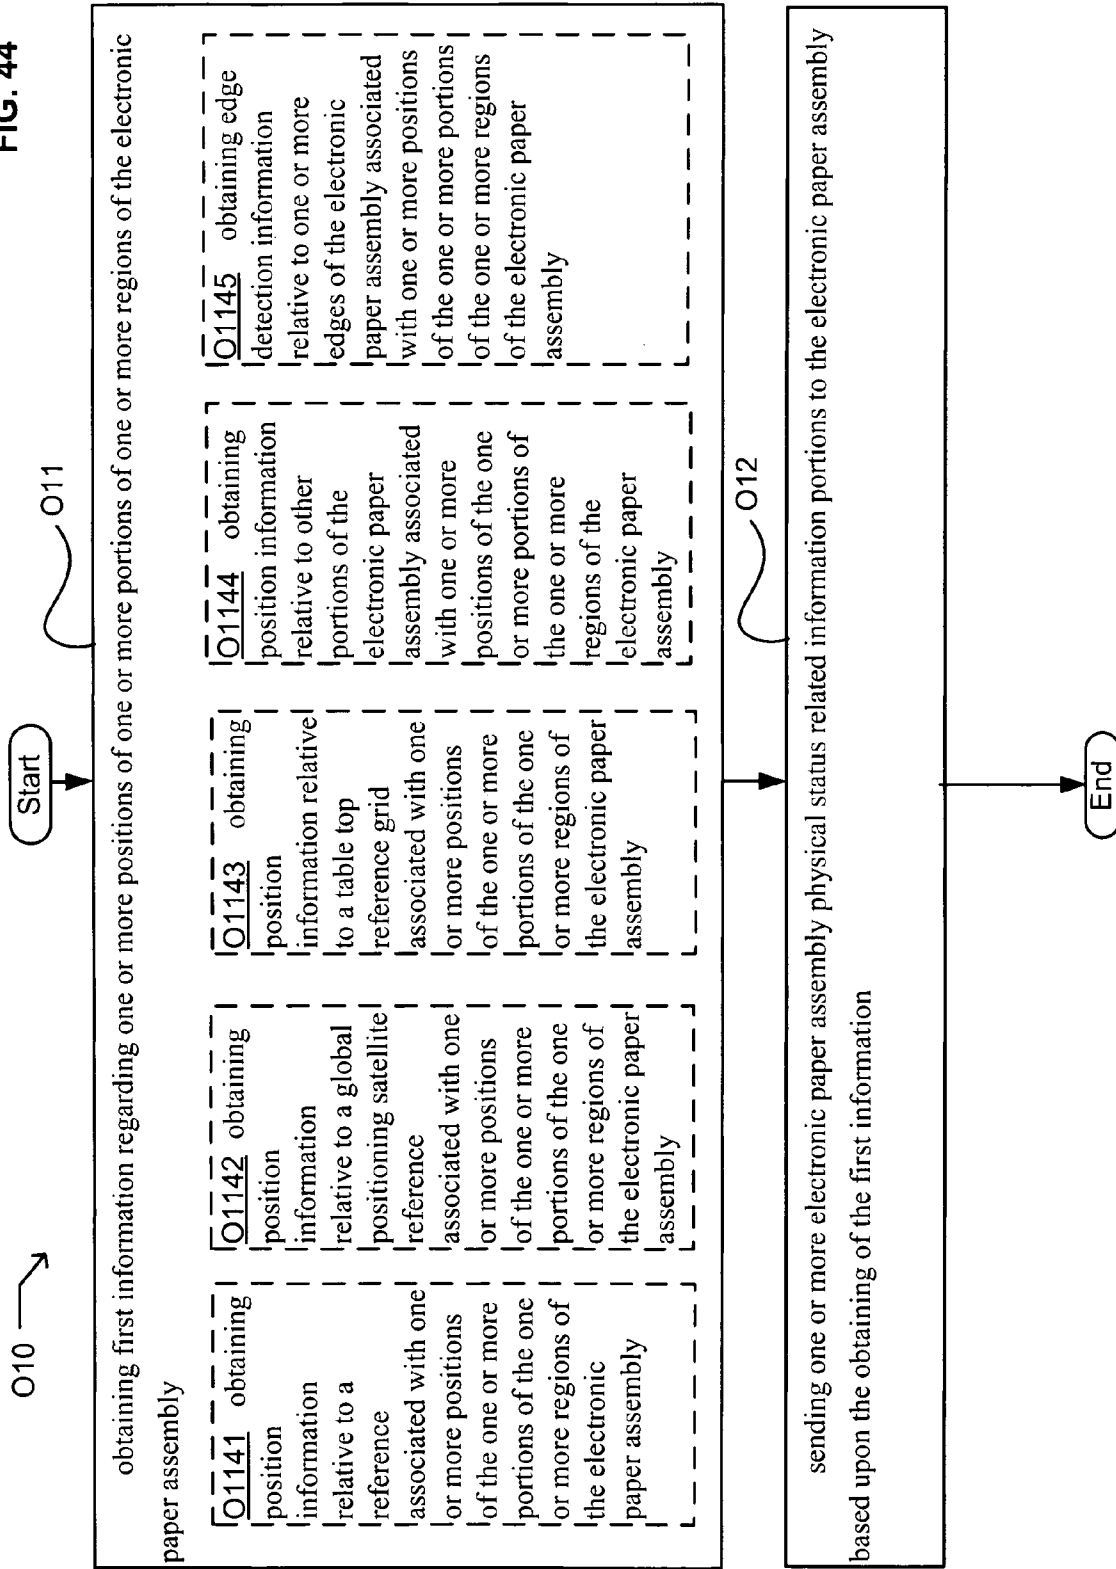 FIG. 44
O10
Start
O11
obtaining first information regarding one or more positions of one or more portions of one or more regions of the electronic
paper assembly
O1141 obtaining
position
information
relative to a
reference
associated with one
or more positions
of the one or more
portions of the one
or more regions of
the electronic
paper assembly
O1142 obtaining
position
information
relative to a global
positioning satellite
reference
associated with one
or more positions
of the one or more
portions of the one
or more regions of
the electronic paper
assembly
O1143 obtaining
position
information relative
to a table top
reference grid
associated with one
or more positions
of the one or more
portions of the one
or more regions of
the electronic paper
assembly
O1144 obtaining
position information
relative to other
portions of the
electronic paper
assembly associated
with one or more
positions of the one
or more portions of
the one or more
regions of the
electronic paper
assembly
O1145 obtaining edge
detection information
relative to one or more
edges of the electronic
paper assembly associated
with one or more positions
of the one or more portions
of the one or more regions
of the electronic paper
assembly
O12
sending one or more electronic paper assembly physical status related information portions to the electronic paper assembly
based upon the obtaining of the first information
End